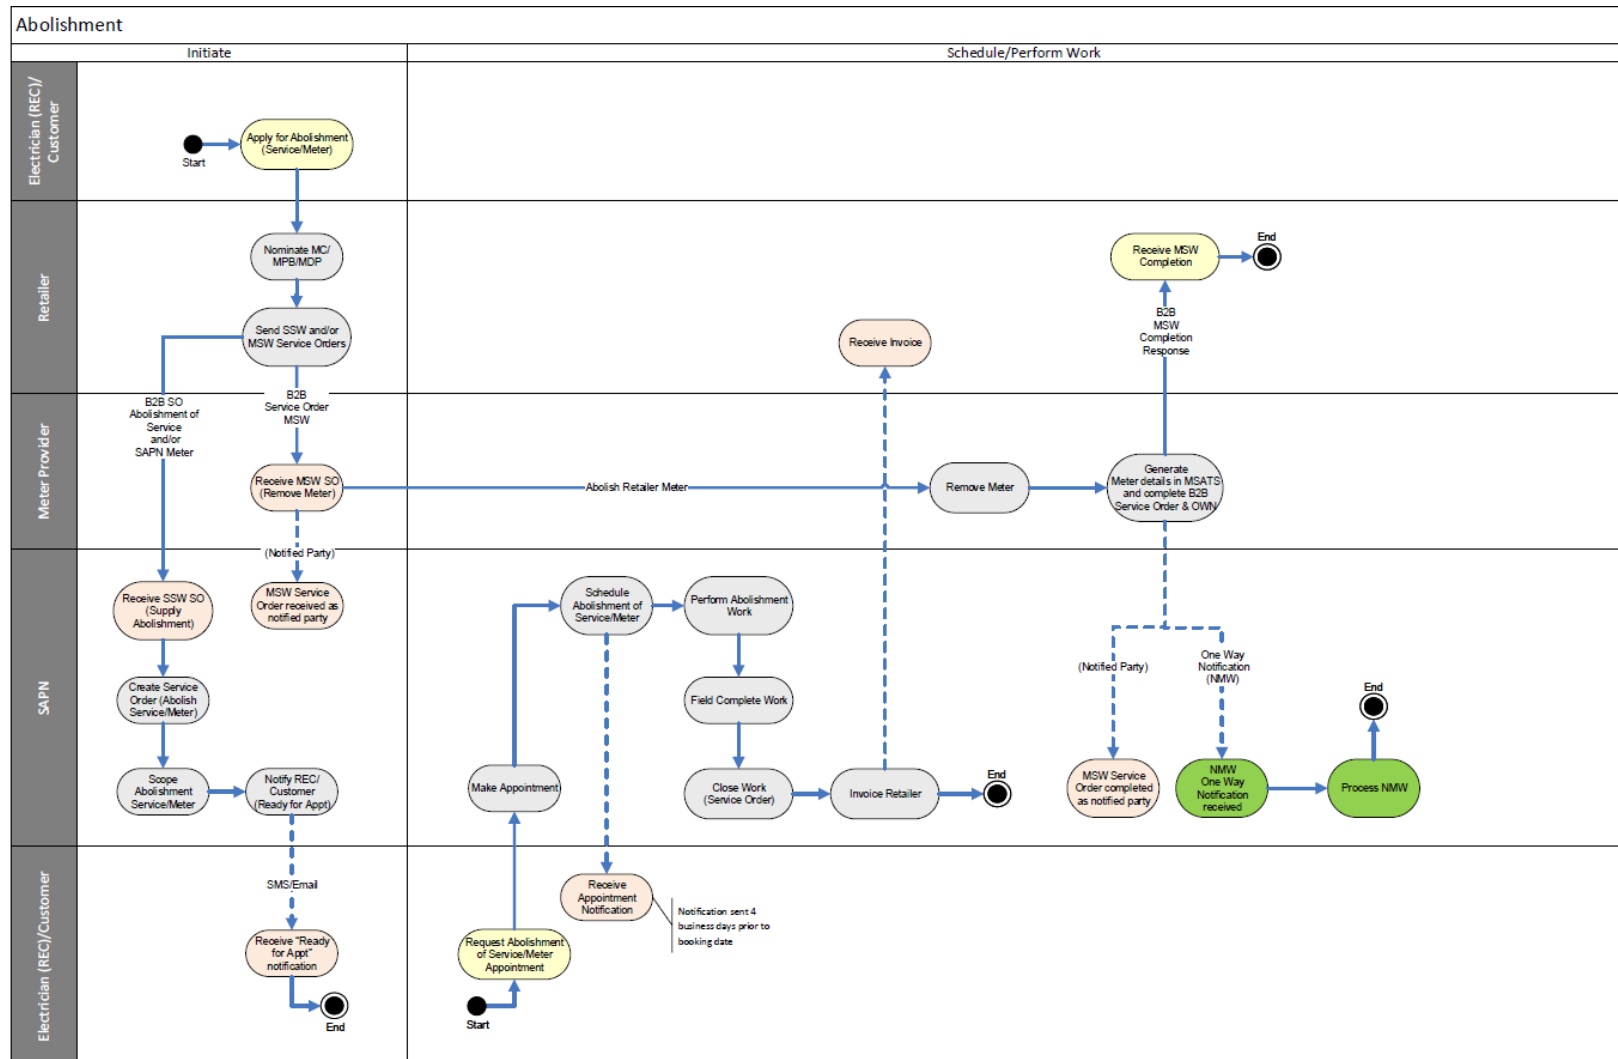 Abolishment
Initiate
Schedule/Perform Work
Electrician (REC)/
Customer
Start
Apply for Abolishment
(Service/Meter)
Retailer
Nominate MC/
MPB/MDP
Send SSW and/or
MSW Service Orders
Receive Invoice
Receive MSW
Completion
End
B2B
MSW
Completion
Response
B2B SO
Abolishment of
Service
and/or
SAPN Meter
B2B
Service Order
MSW
Meter Provider
Receive MSW SO
(Remove Meter)
Abolish Retailer Meter
Remove Meter
Generate
Meter details in MSATS
and complete B2B
Service Order & OWN
(Notified Party)
SAPN
Receive SSW SO
(Supply
Abolishment)
MSW Service
Order received as
notified party
Create Service
Order (Abolish
Service/Meter)
Scope
Abolishment
Service/Meter
Notify REC/
Customer
(Ready for Appt)
Make Appointment
Schedule
Abolishment of
Service/Meter
Perform Abolishment
Work
Field Complete Work
Close Work
(Service Order)
Invoice Retailer
End
(Notified Party)
One Way
Notification
(NMW)
MSW Service
Order completed
as notified party
NMW
One Way
Notification
received
Process NMW
End
Electrician (REC)/Customer
SMS/Email
Receive "Ready
for Appt"
notification
End
Receive
Appointment
Notification
Notification sent 4
business days prior to
booking date
Request Abolishment
of Service/Meter
Appointment
Start